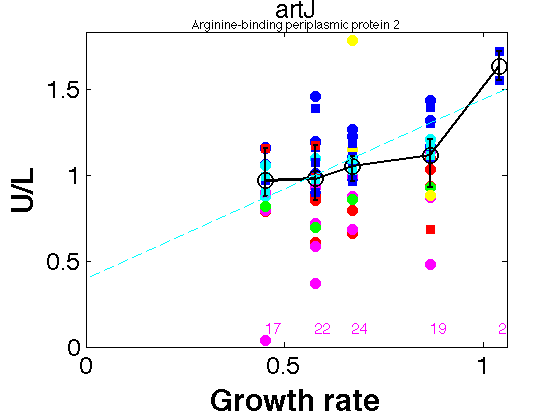 artJ
Arginine-binding periplasmic protein 2
U/L
1.5
1
0.5
0
17 22 24 19 2
0 0.5 1
Growth rate